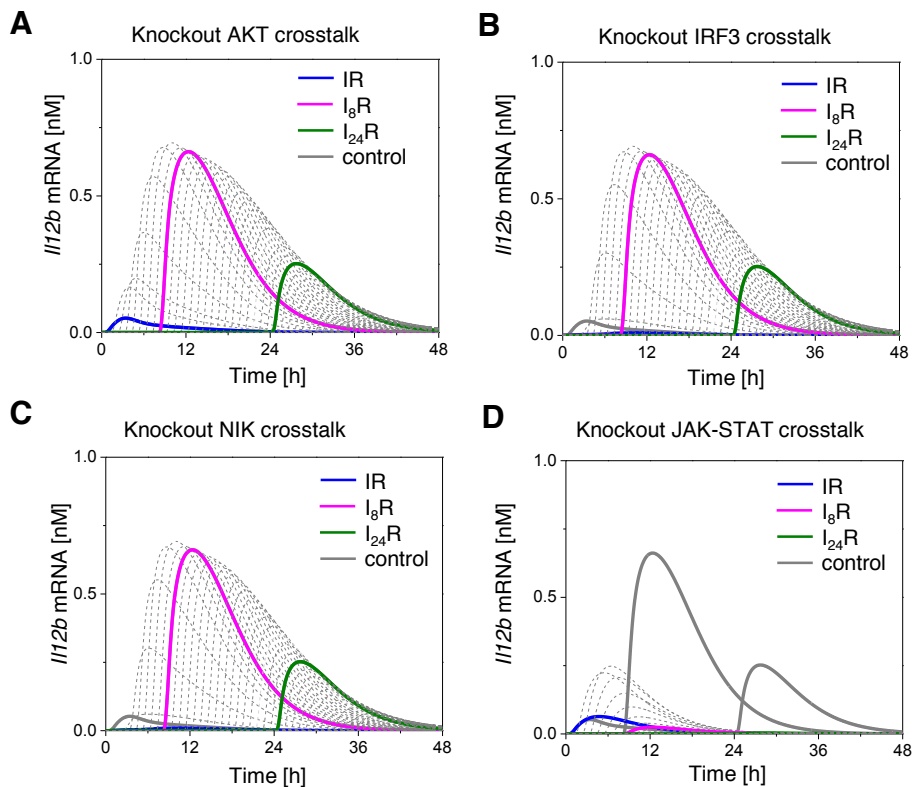 A
Knockout AKT crosstalk
Il12b mRNA [nM]
1.0
0.5
0.0
IR
I₈R
I₂₄R
control
0 12 24 36 48
Time [h]
B
Knockout IRF3 crosstalk
Il12b mRNA [nM]
1.0
0.5
0.0
IR
I₈R
I₂₄R
control
0 12 24 36 48
Time [h]
C
Knockout NIK crosstalk
Il12b mRNA [nM]
1.0
0.5
0.0
IR
I₈R
I₂₄R
control
0 12 24 36 48
Time [h]
D
Knockout JAK-STAT crosstalk
Il12b mRNA [nM]
1.0
0.5
0.0
IR
I₈R
I₂₄R
control
0 12 24 36 48
Time [h]